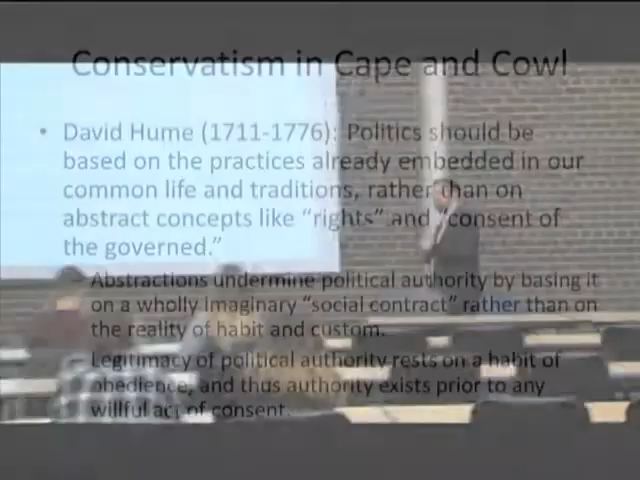 Conservatism in Cape and Cowl
• David Hume (1711-1776): Politics should be
based on the practices already embedded in our
common life and traditions, rather than on
abstract concepts like “rights” and “consent of
the governed.”
Abstractions undermine political authority by basing it
on a wholly imaginary “social contract” rather than on
the reality of habit and custom.
Legitimacy of political authority rests on a habit of
obedience, and thus authority exists prior to any
willful act of consent.